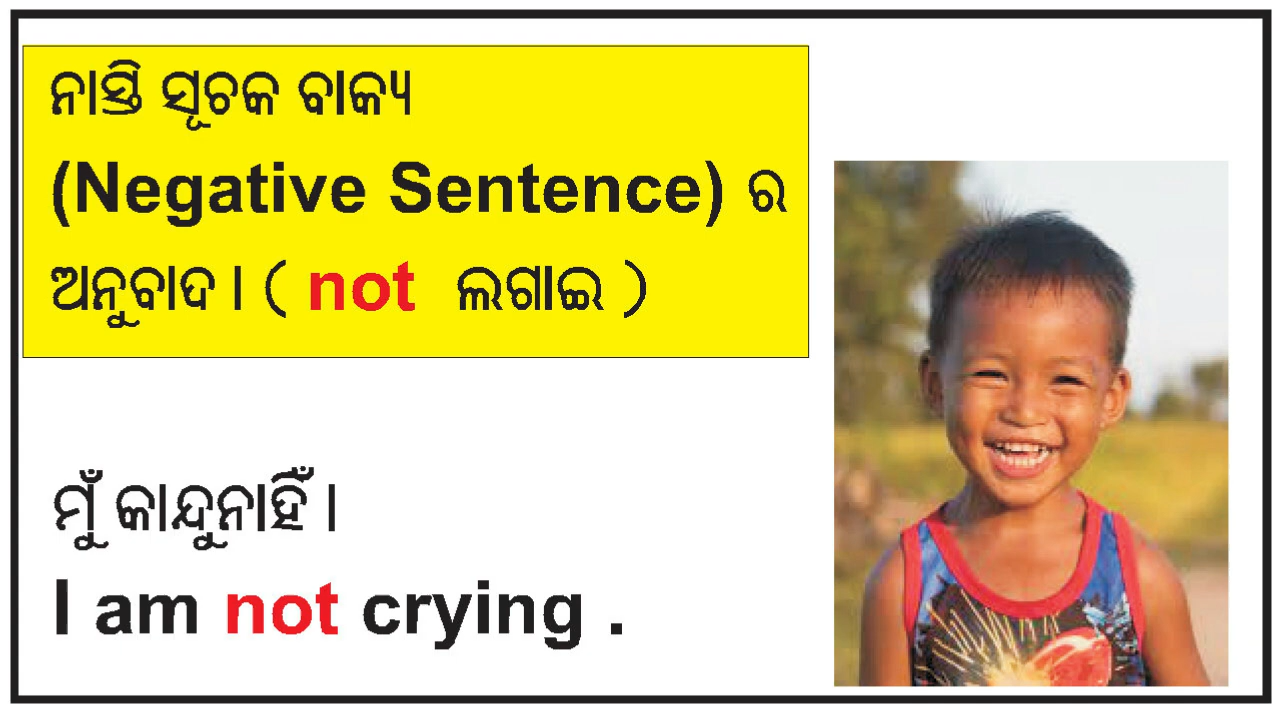 ନାସ୍ତି ସୂଚକ ବାକ୍ୟ
(Negative Sentence) ର
ଅନୁବାଦ । ( not ଲଗାଇ )
ମୁଁ କାନ୍ଦୁନାହିଁ ।
I am not crying .